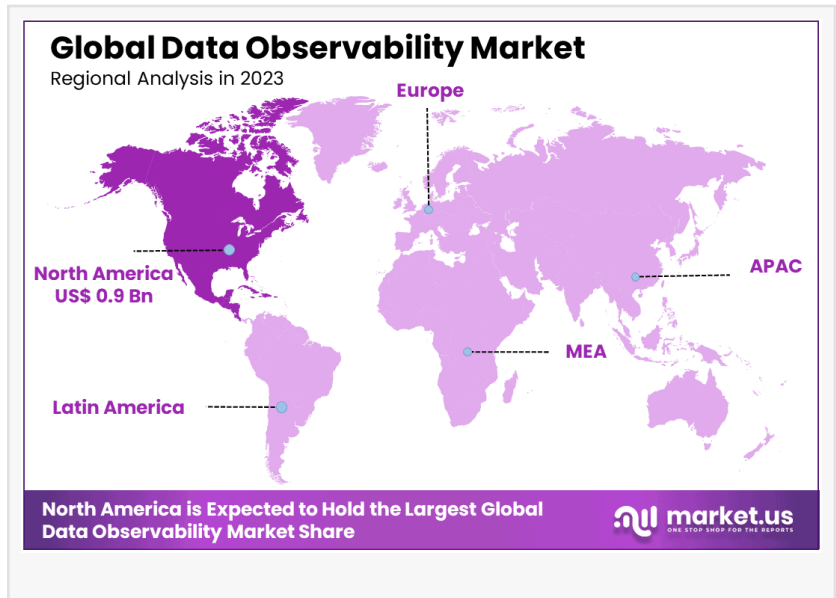 Global Data Observability Market
Regional Analysis in 2023
Europe
North America
US$ 0.9 Bn
APAC
MEA
Latin America
North America is Expected to Hold the Largest Global
Data Observability Market Share
market.us
ONE STOP SHOP FOR THE REPORTS